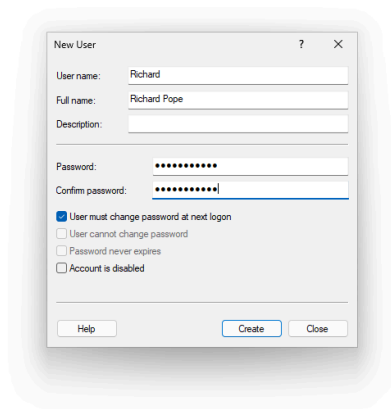 New User
? ×
User name: Richard
Full name: Richard Pope
Description:
Password: ●●●●●●●●●●●
Confirm password: ●●●●●●●●●●●
User must change password at next logon
User cannot change password
Password never expires
Account is disabled
Help Create Close